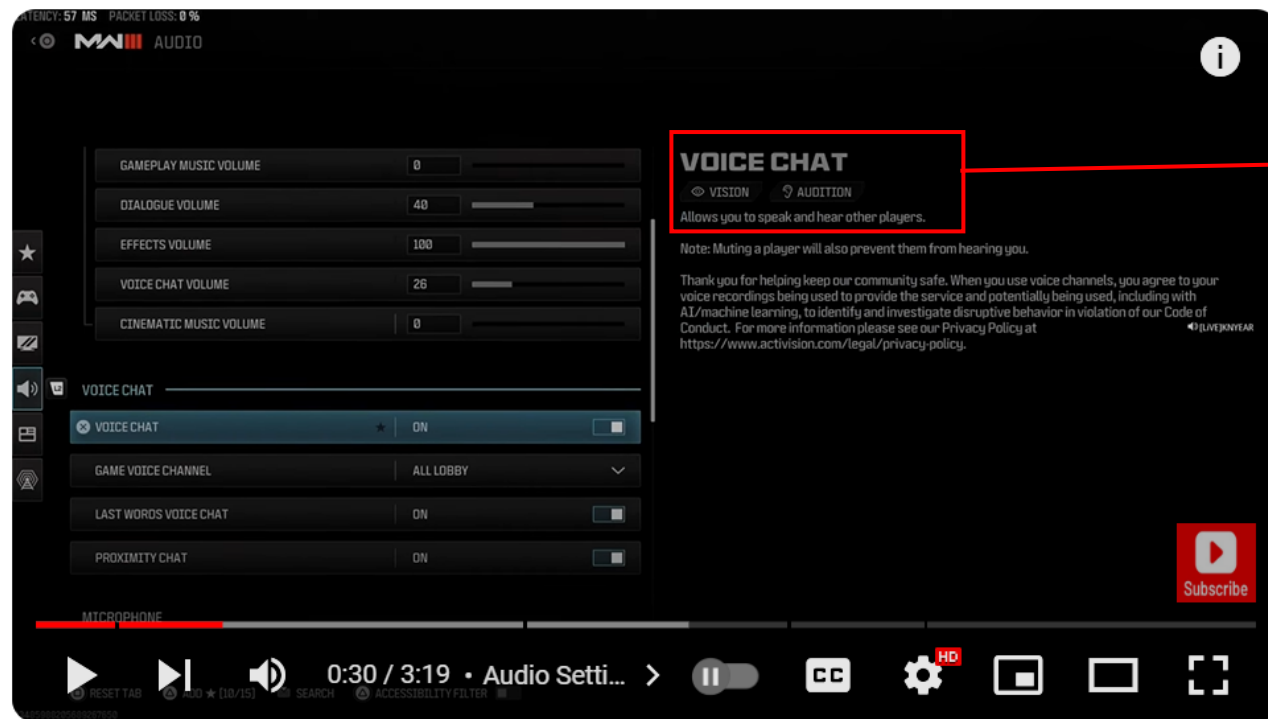 LATENCY: 57 MS PACKET LOSS: 0 %
MWIII AUDIO
GAMEPLAY MUSIC VOLUME 0
DIALOGUE VOLUME 40
EFFECTS VOLUME 100
VOICE CHAT VOLUME 26
CINEMATIC MUSIC VOLUME 0
VOICE CHAT
VOICE CHAT ON
GAME VOICE CHANNEL ALL LOBBY
LAST WORDS VOICE CHAT ON
PROXIMITY CHAT ON
MICROPHONE
VOICE CHAT
VISION AUDITION
Allows you to speak and hear other players.
Note: Muting a player will also prevent them from hearing you.
Thank you for helping keep our community safe. When you use voice channels, you agree to your
voice recordings being used to provide the service and potentially being used, including with
AI/machine learning, to identify and investigate disruptive behavior in violation of our Code of
Conduct. For more information please see our Privacy Policy at
https://www.activision.com/legal/privacy-policy.
[LIVE]KNYEAR
Subscribe
0:30 / 3:19 • Audio Setti...
CC
HD
RESET TAB ADD ★ [10/15] SEARCH ACCESSIBILITY FILTER